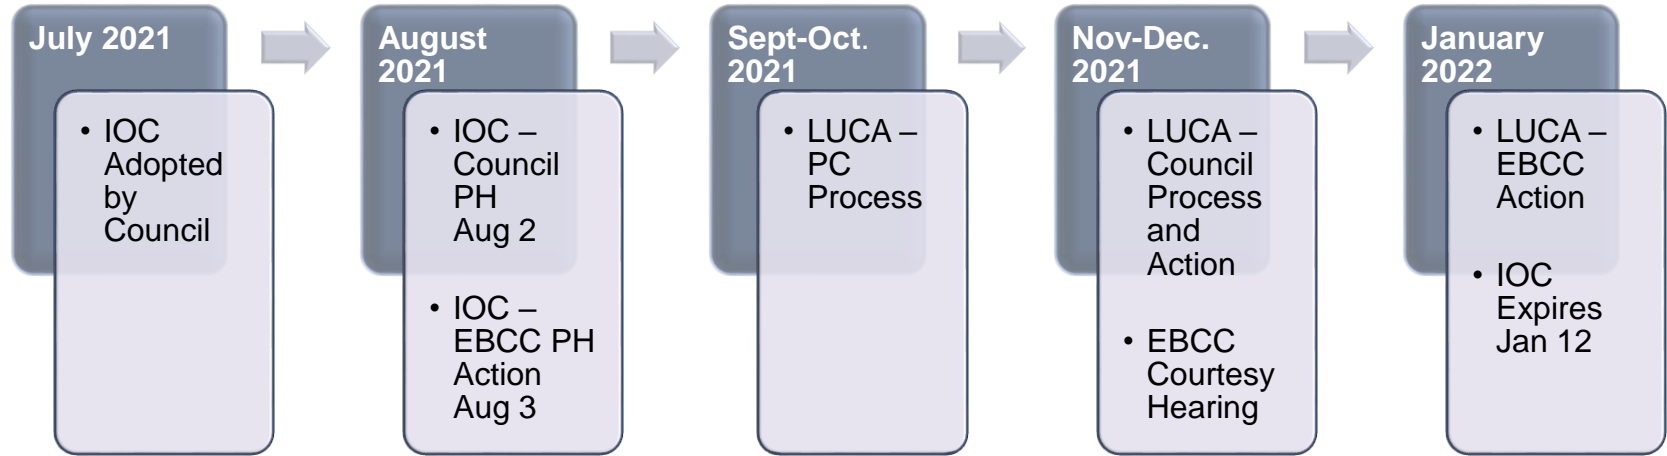 July 2021
• IOC
Adopted
by
Council
August
2021
• IOC –
Council
PH
Aug 2
• IOC –
EBCC PH
Action
Aug 3
Sept-Oct.
2021
• LUCA –
PC
Process
Nov-Dec.
2021
• LUCA –
Council
Process
and
Action
• EBCC
Courtesy
Hearing
January
2022
• LUCA –
EBCC
Action
• IOC
Expires
Jan 12